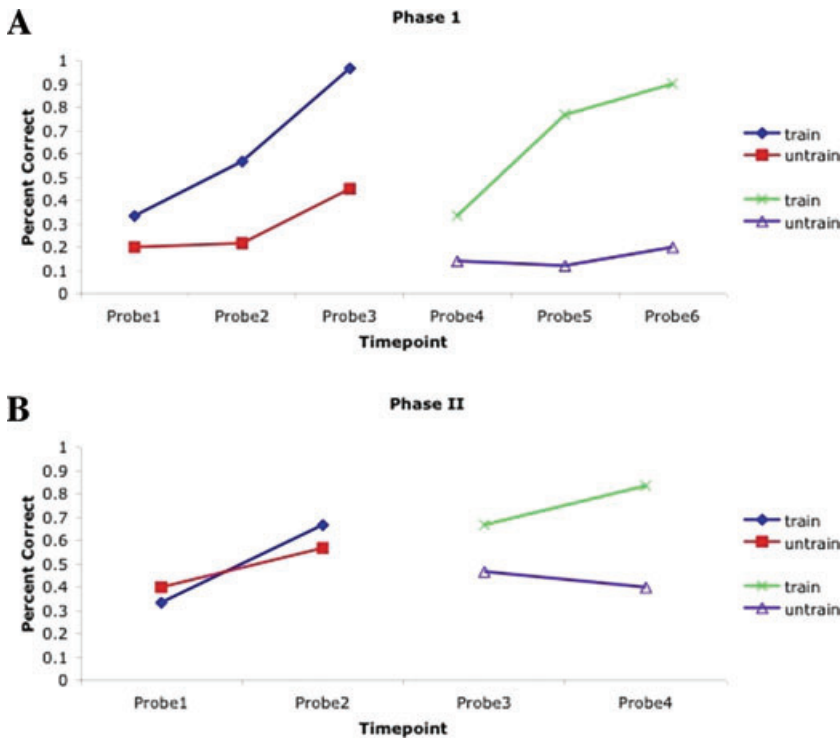 A
Phase 1
Percent Correct
1
0.9
0.8
0.7
0.6
0.5
0.4
0.3
0.2
0.1
0
Probe1 Probe2 Probe3 Probe4 Probe5 Probe6
Timepoint
train
untrain
train
untrain
B
Phase II
Percent Correct
1
0.9
0.8
0.7
0.6
0.5
0.4
0.3
0.2
0.1
0
Probe1 Probe2 Probe3 Probe4
Timepoint
train
untrain
train
untrain